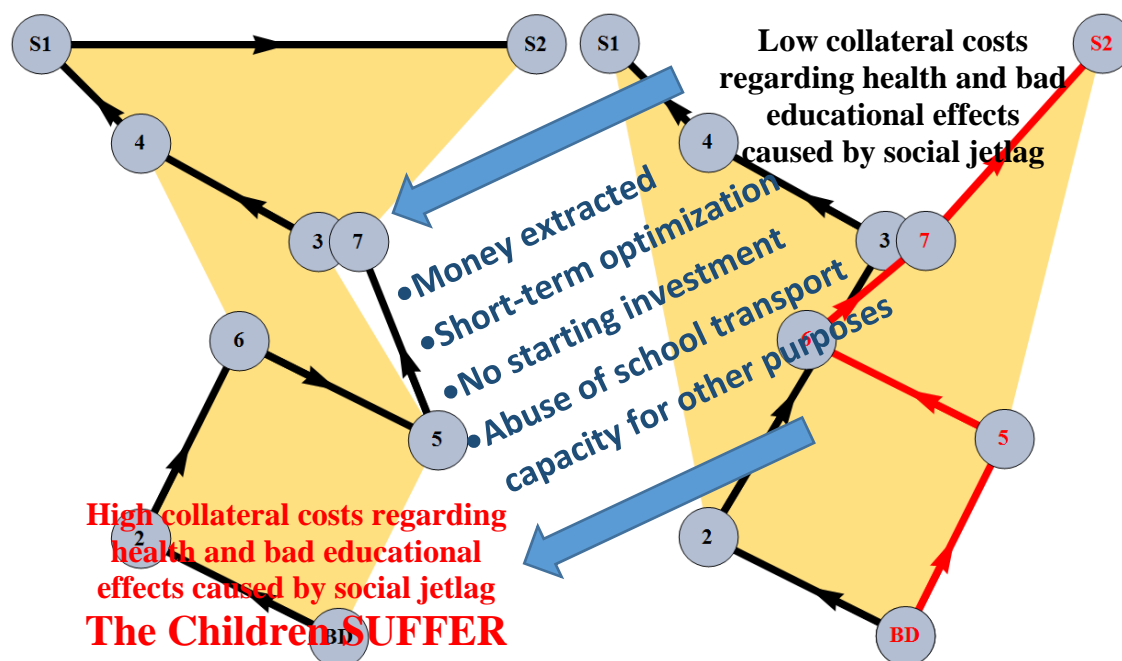 S1
S2
4
3
7
6
5
2
BD
High collateral costs regarding
health and bad educational
effects caused by social jetlag
The Children SUFFER
•Money extracted
•Short-term optimization
•No starting investment
•Abuse of school transport
capacity for other purposes
S1
S2
Low collateral costs
regarding health and bad
educational effects
caused by social jetlag
4
3
7
6
5
2
BD